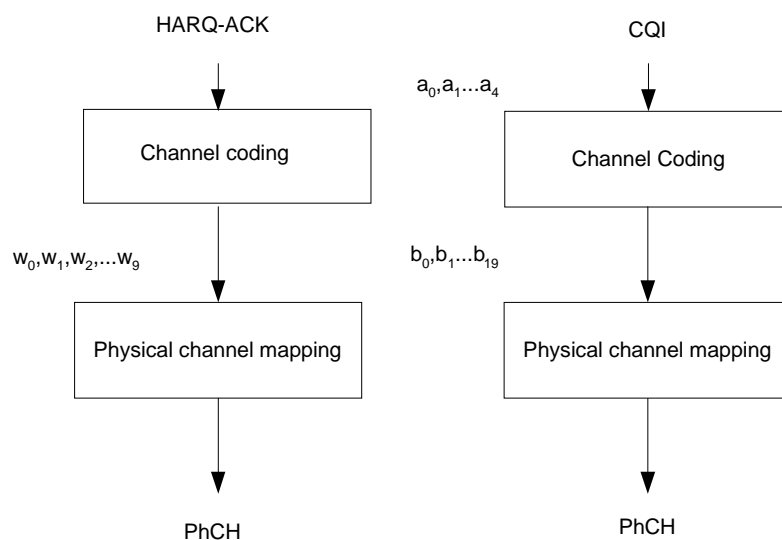 HARQ-ACK
Channel coding
w0,w1,w2,...w9
Physical channel mapping
PhCH
CQI
a0,a1...a4
Channel Coding
b0,b1...b19
Physical channel mapping
PhCH